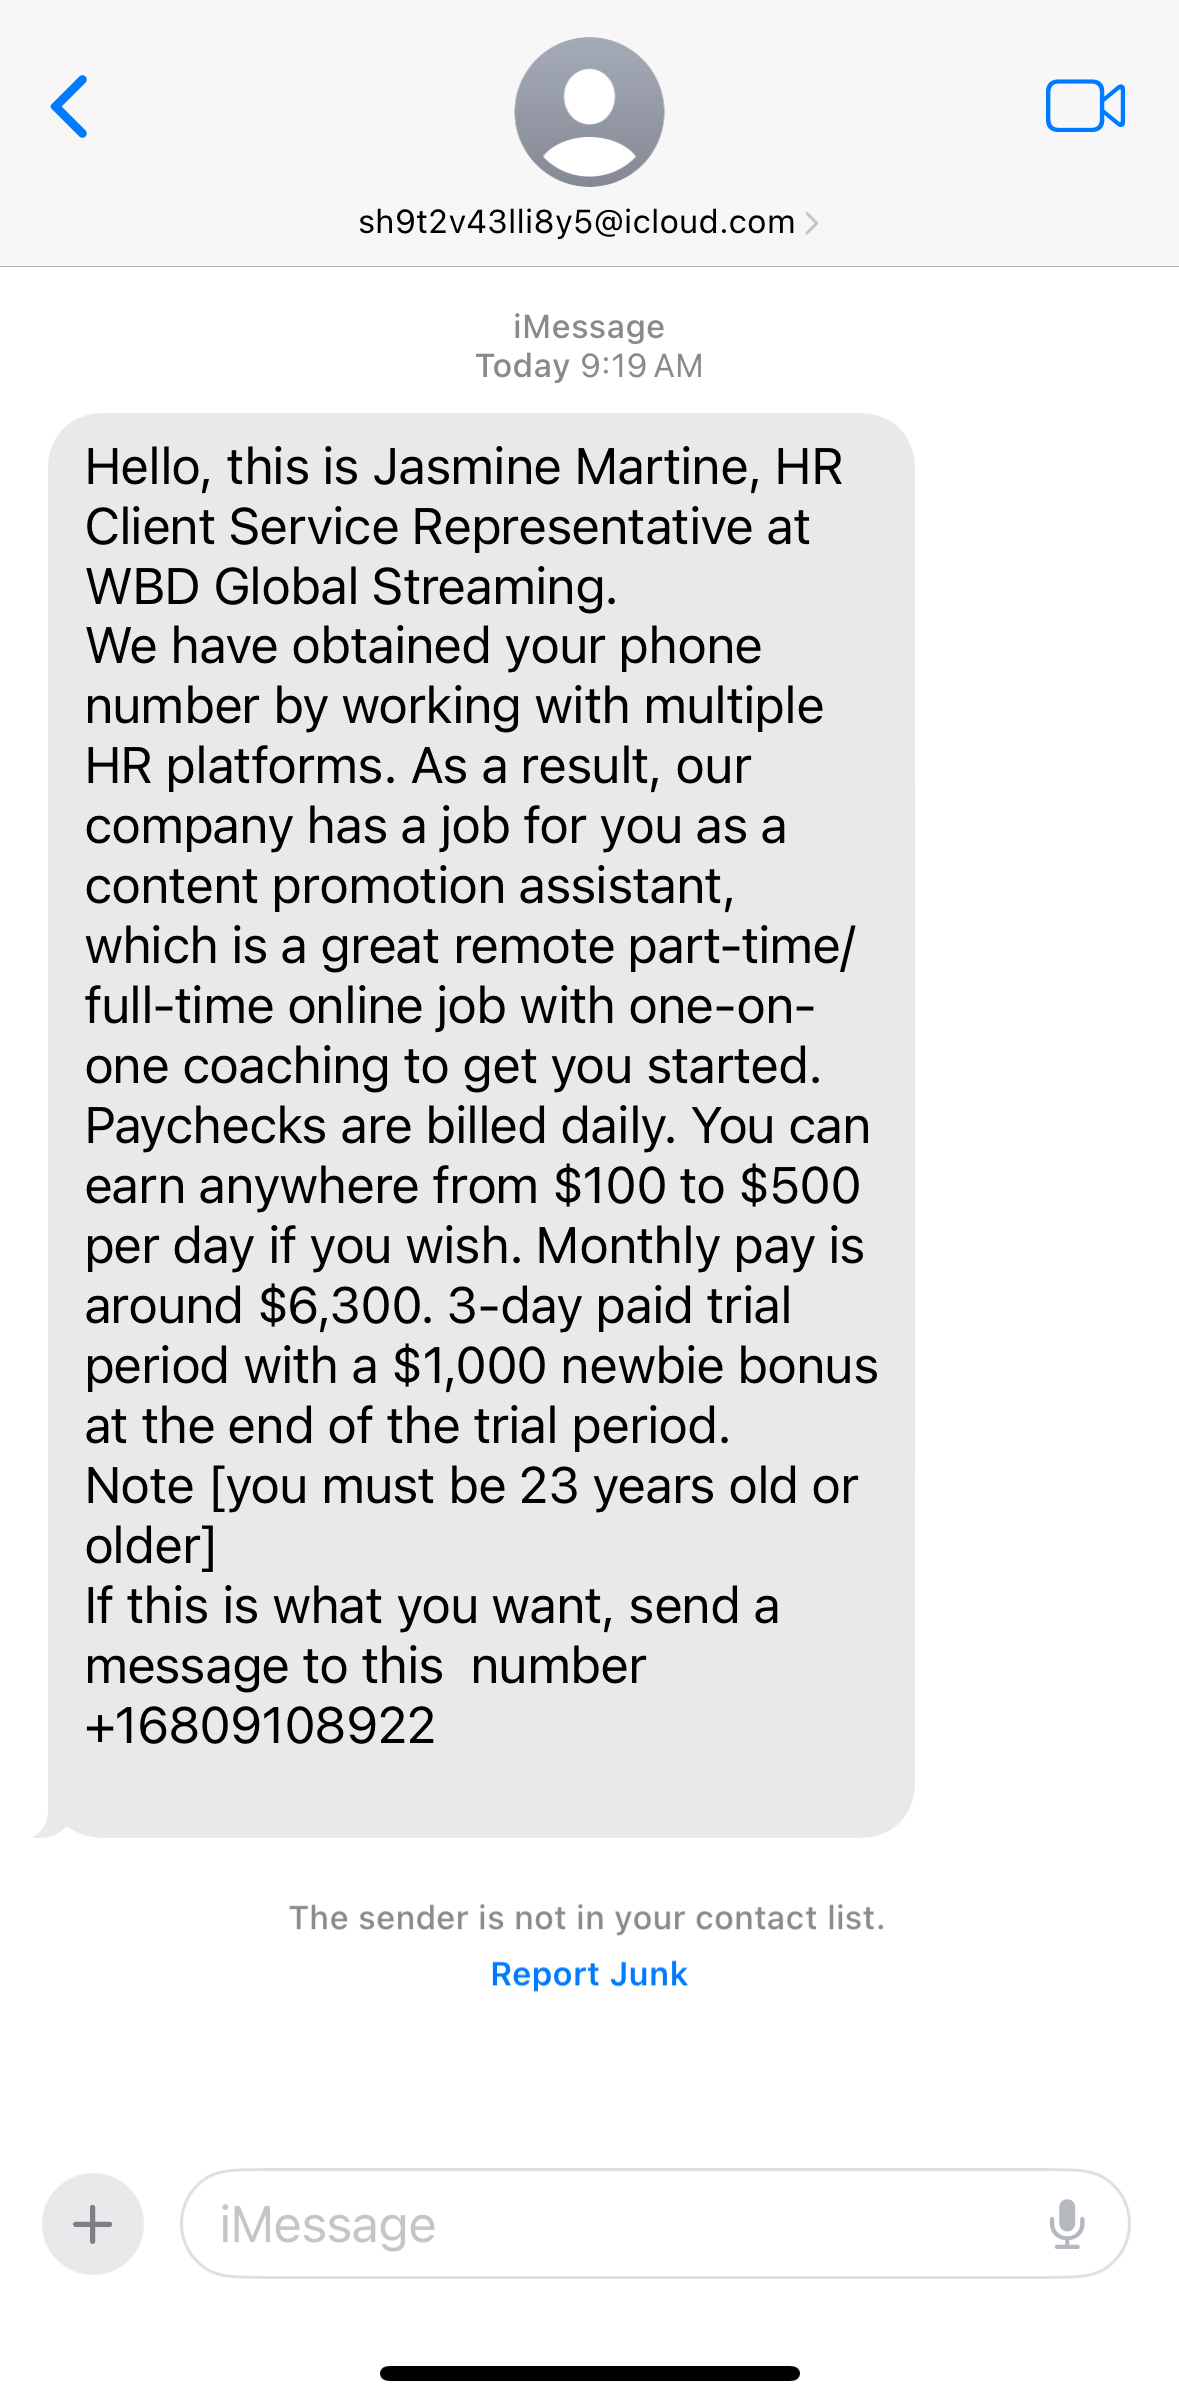 sh9t2v43lli8y5@icloud.com
iMessage
Today 9:19 AM
Hello, this is Jasmine Martine, HR
Client Service Representative at
WBD Global Streaming.
We have obtained your phone
number by working with multiple
HR platforms. As a result, our
company has a job for you as a
content promotion assistant,
which is a great remote part-time/
full-time online job with one-on-
one coaching to get you started.
Paychecks are billed daily. You can
earn anywhere from $100 to $500
per day if you wish. Monthly pay is
around $6,300. 3-day paid trial
period with a $1,000 newbie bonus
at the end of the trial period.
Note [you must be 23 years old or
older]
If this is what you want, send a
message to this  number
+16809108922
The sender is not in your contact list.
Report Junk
iMessage